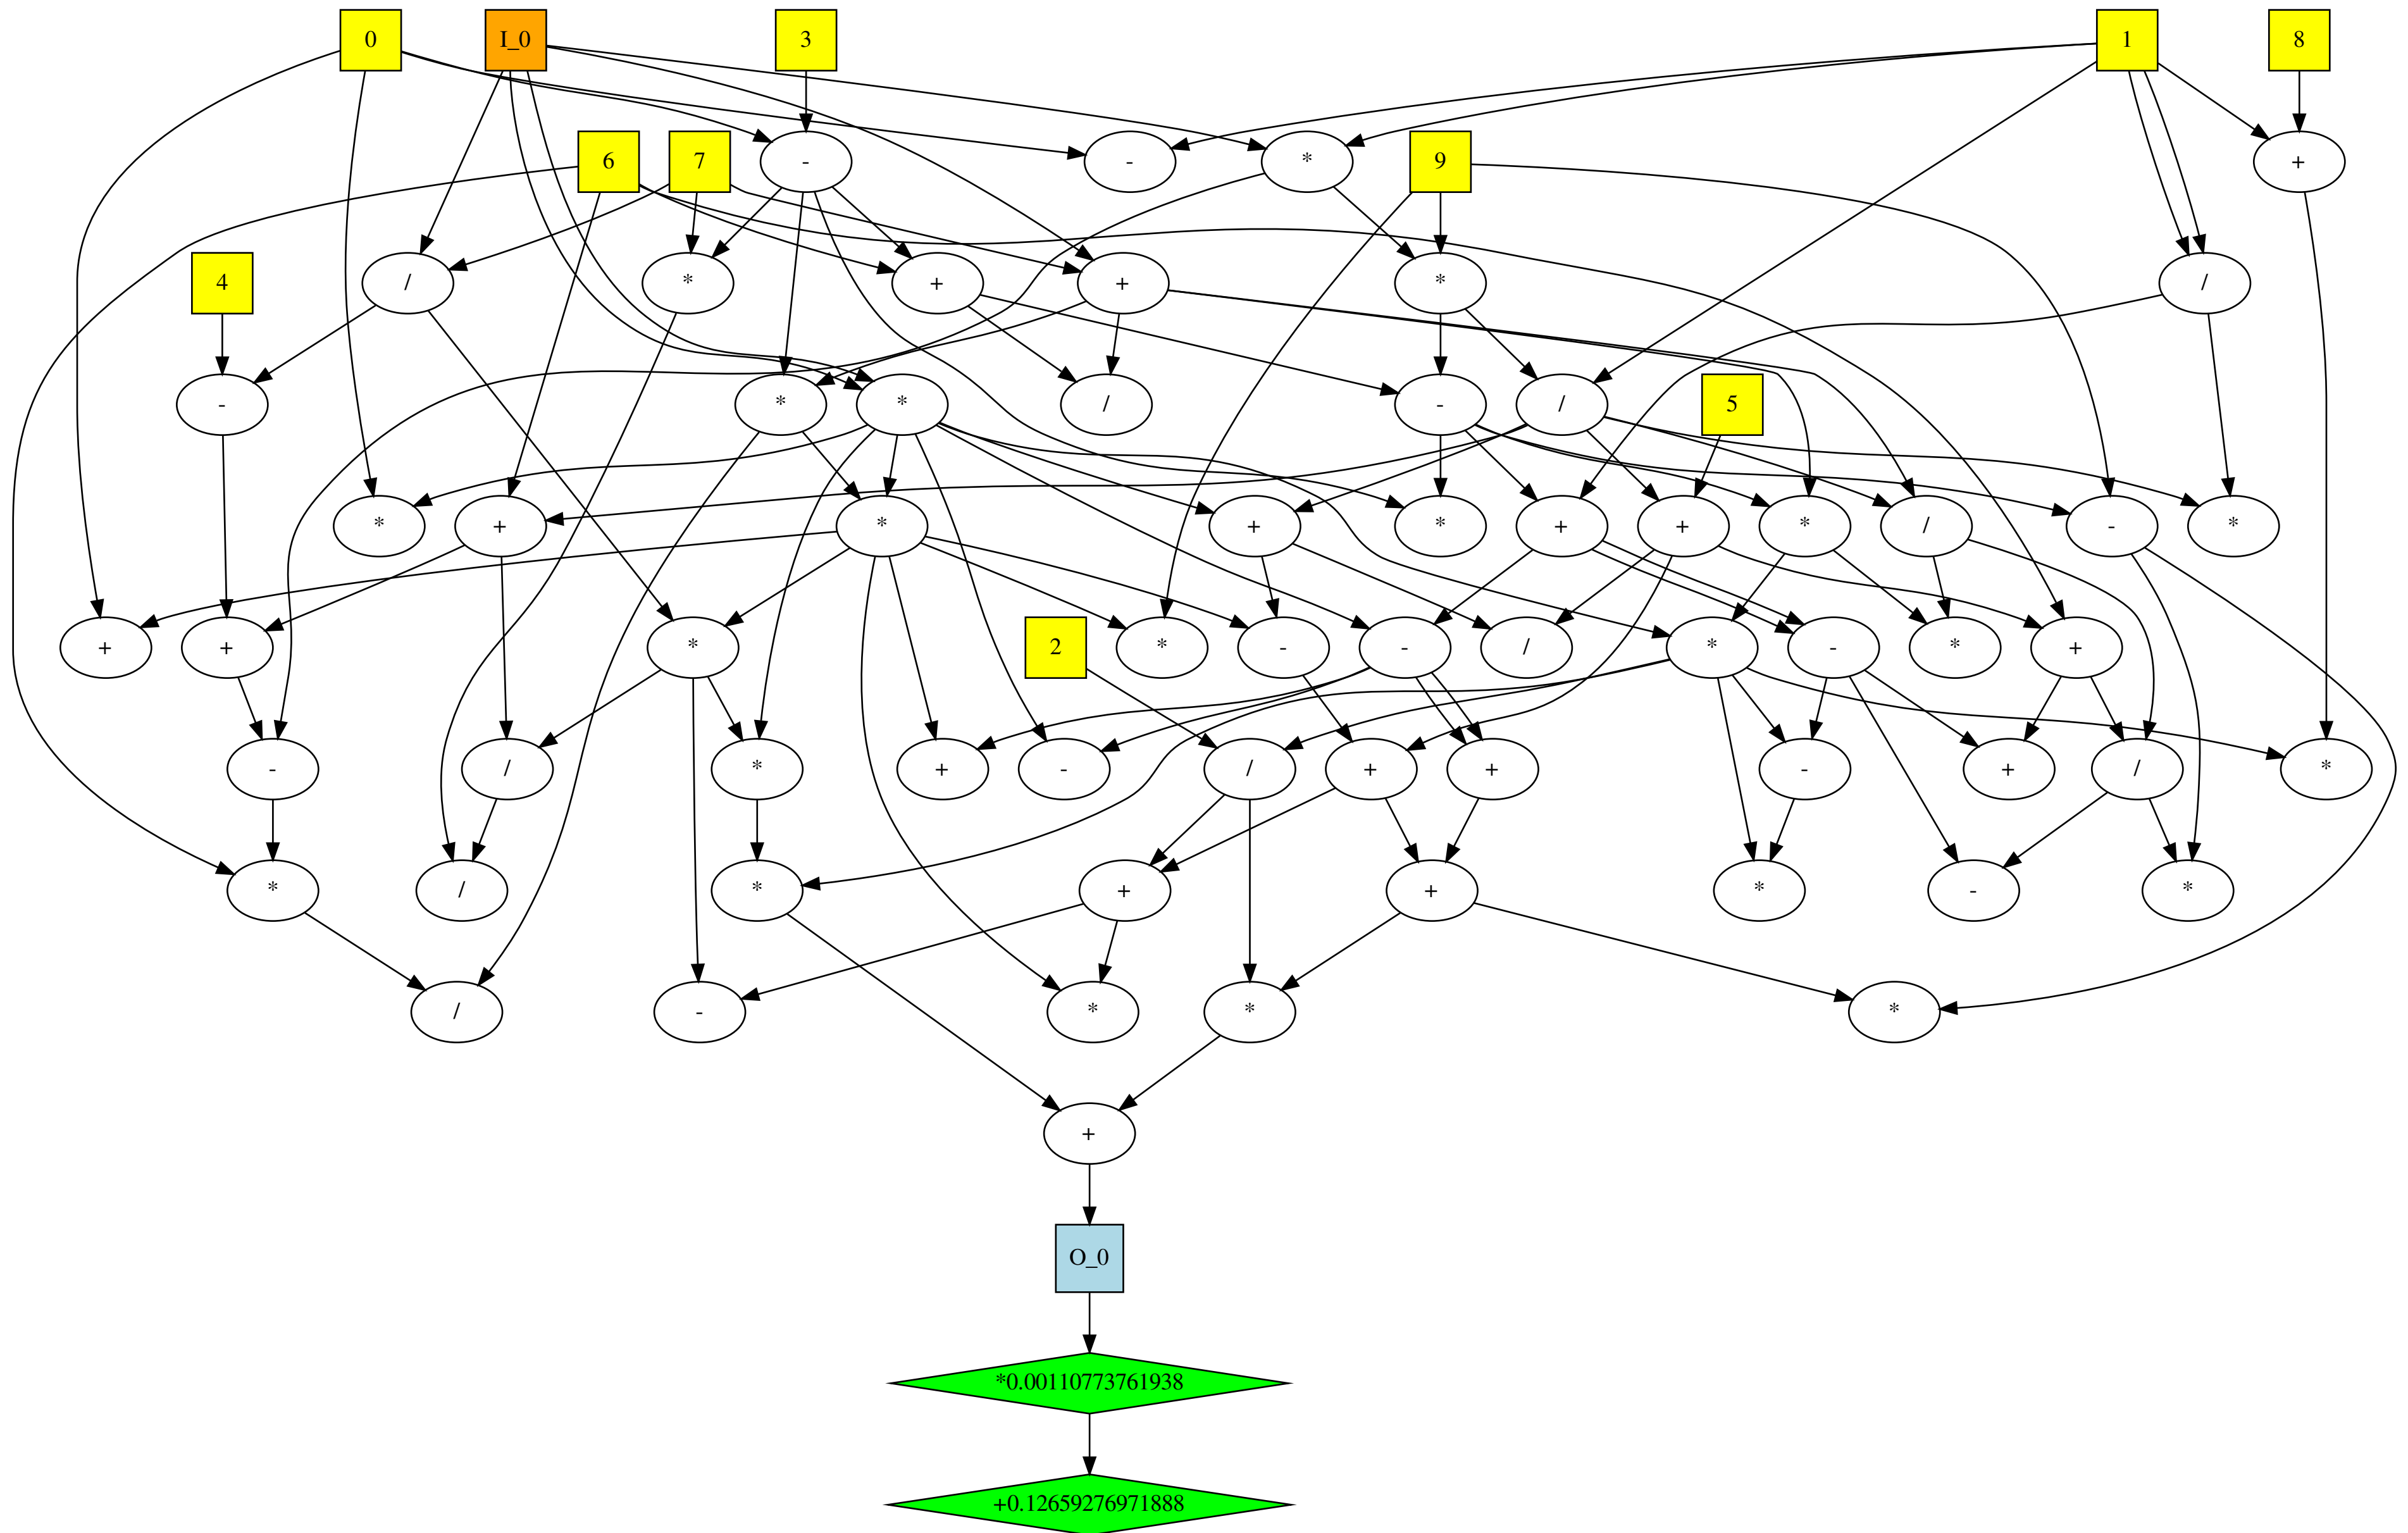 0 I_0 3 1 8
- 6 7 - * 9 +
4 / * + + * /
- * * / - / 5
* + * + * + + * / - *
+ + * 2 * - - / * - * +
- / * + - / + + - + / *
* / * + + * - *
/ - * * *
+
O_0
*0.00110773761938
+0.12659276971888